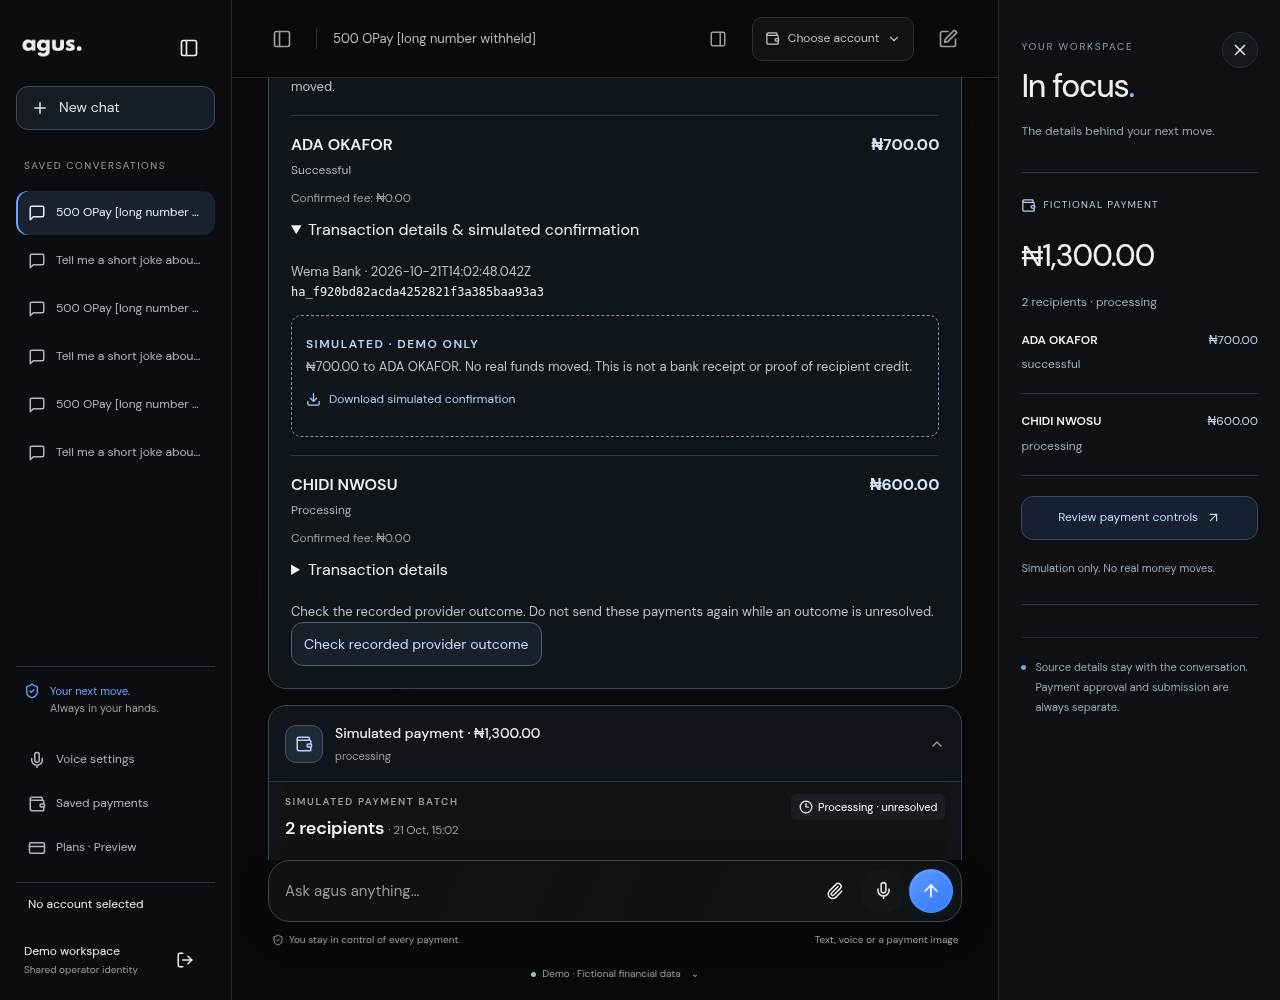 agus.
New chat
SAVED CONVERSATIONS
500 OPay [long number ...
Tell me a short joke abou...
500 OPay [long number ...
Tell me a short joke abou...
500 OPay [long number ...
Tell me a short joke abou...
Your next move.
Always in your hands.
Voice settings
Saved payments
Plans · Preview
No account selected
Demo workspace
Shared operator identity
500 OPay [long number withheld]
Choose account
moved.
ADA OKAFOR
₦700.00
Successful
Confirmed fee: ₦0.00
▼ Transaction details & simulated confirmation
Wema Bank · 2026-10-21T14:02:48.042Z
ha_f920bd82acda4252821f3a385baa93a3
SIMULATED · DEMO ONLY
₦700.00 to ADA OKAFOR. No real funds moved. This is not a bank receipt or proof of recipient credit.
Download simulated confirmation
CHIDI NWOSU
₦600.00
Processing
Confirmed fee: ₦0.00
▶ Transaction details
Check the recorded provider outcome. Do not send these payments again while an outcome is unresolved.
Check recorded provider outcome
Simulated payment · ₦1,300.00
processing
SIMULATED PAYMENT BATCH
Processing · unresolved
2 recipients · 21 Oct, 15:02
Ask agus anything...
You stay in control of every payment.
Text, voice or a payment image
Demo · Fictional financial data
YOUR WORKSPACE
In focus.
The details behind your next move.
FICTIONAL PAYMENT
₦1,300.00
2 recipients · processing
ADA OKAFOR
₦700.00
successful
CHIDI NWOSU
₦600.00
processing
Review payment controls
Simulation only. No real money moves.
Source details stay with the conversation.
Payment approval and submission are
always separate.